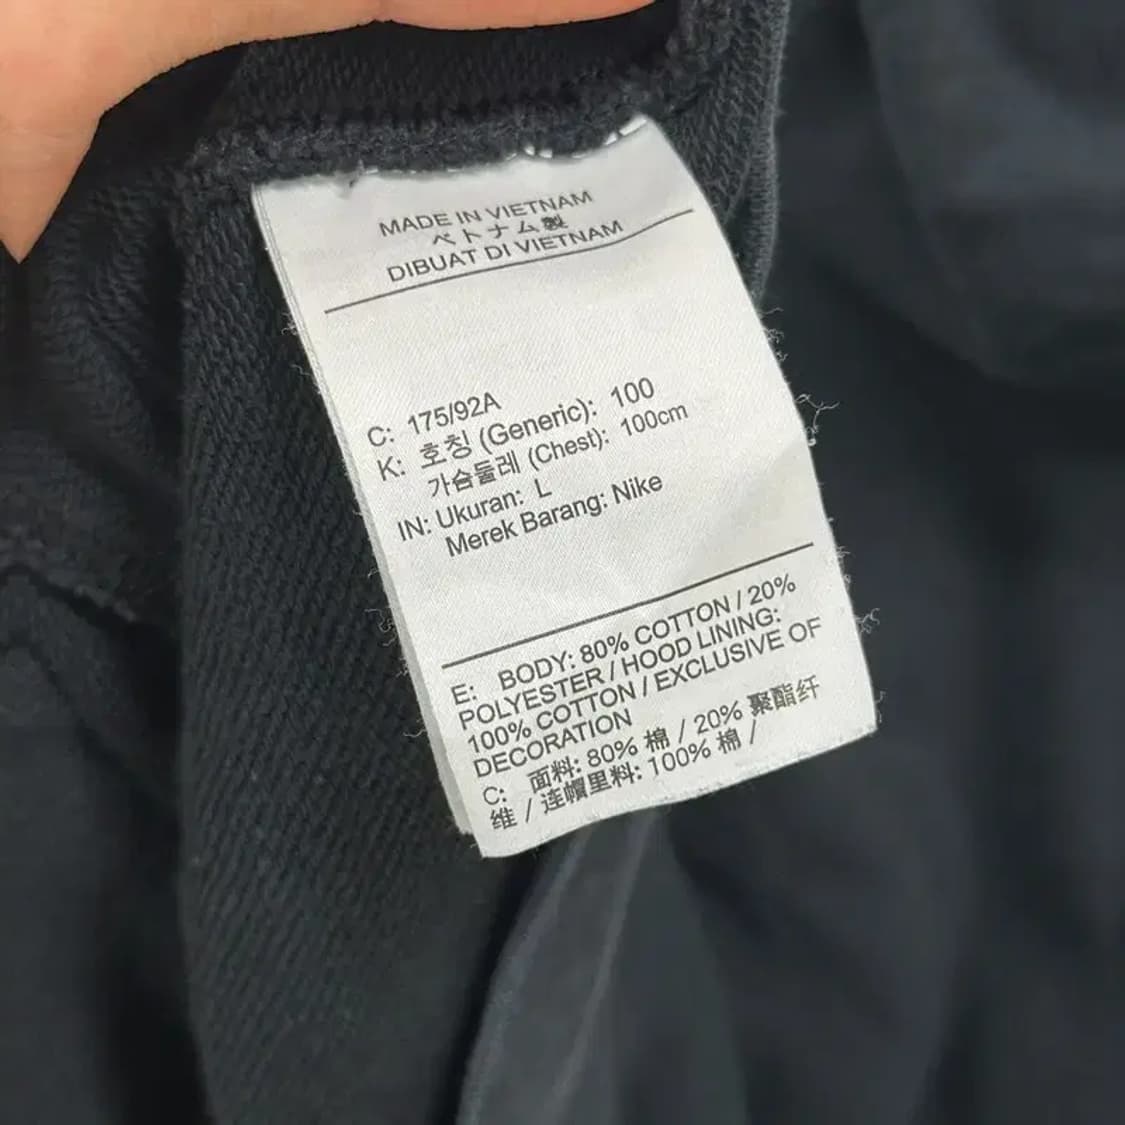 MADE IN VIETNAM
ベトナム製
DIBUAT DI VIETNAM
C: 175/92A
K: 호칭 (Generic): 100
가슴둘레 (Chest): 100cm
IN: Ukuran: L
Merek Barang: Nike
E: BODY: 80% COTTON / 20%
POLYESTER / HOOD LINING:
100% COTTON / EXCLUSIVE OF
DECORATION
C: 面料: 80% 棉 / 20% 聚酯纤
维 / 连帽里料: 100% 棉 /